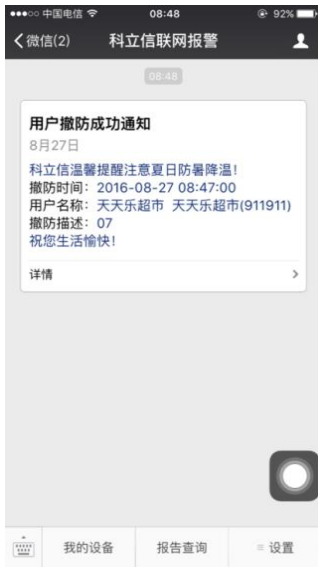 中国电信 08:48 92%
微信(2) 科立信联网报警
08:48
用户撤防成功通知
8月27日
科立信温馨提醒注意夏日防暑降温!
撤防时间：2016-08-27 08:47:00
用户名称：天天乐超市 天天乐超市(911911)
撤防描述：07
祝您生活愉快!
详情
我的设备 报告查询 设置